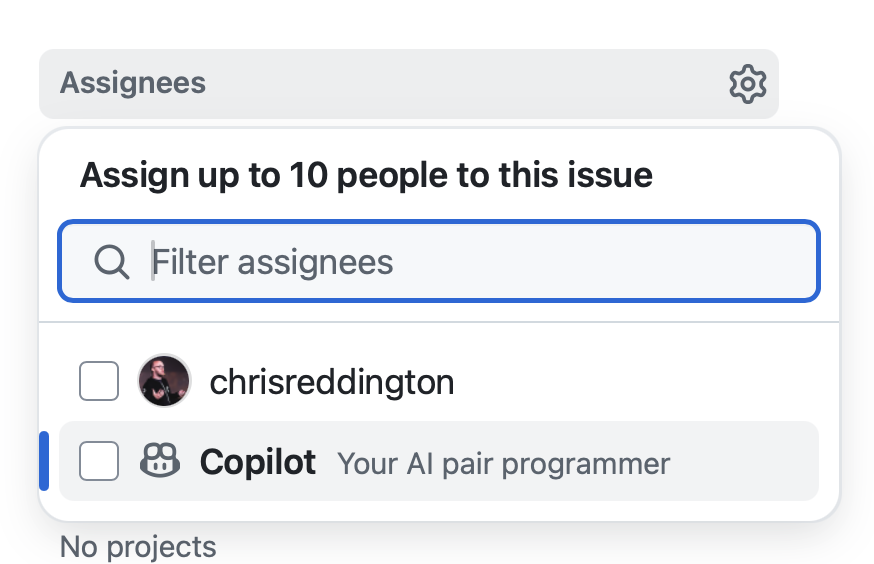 Assignees
Assign up to 10 people to this issue
Filter assignees
chrisreddington
Copilot Your AI pair programmer
No projects